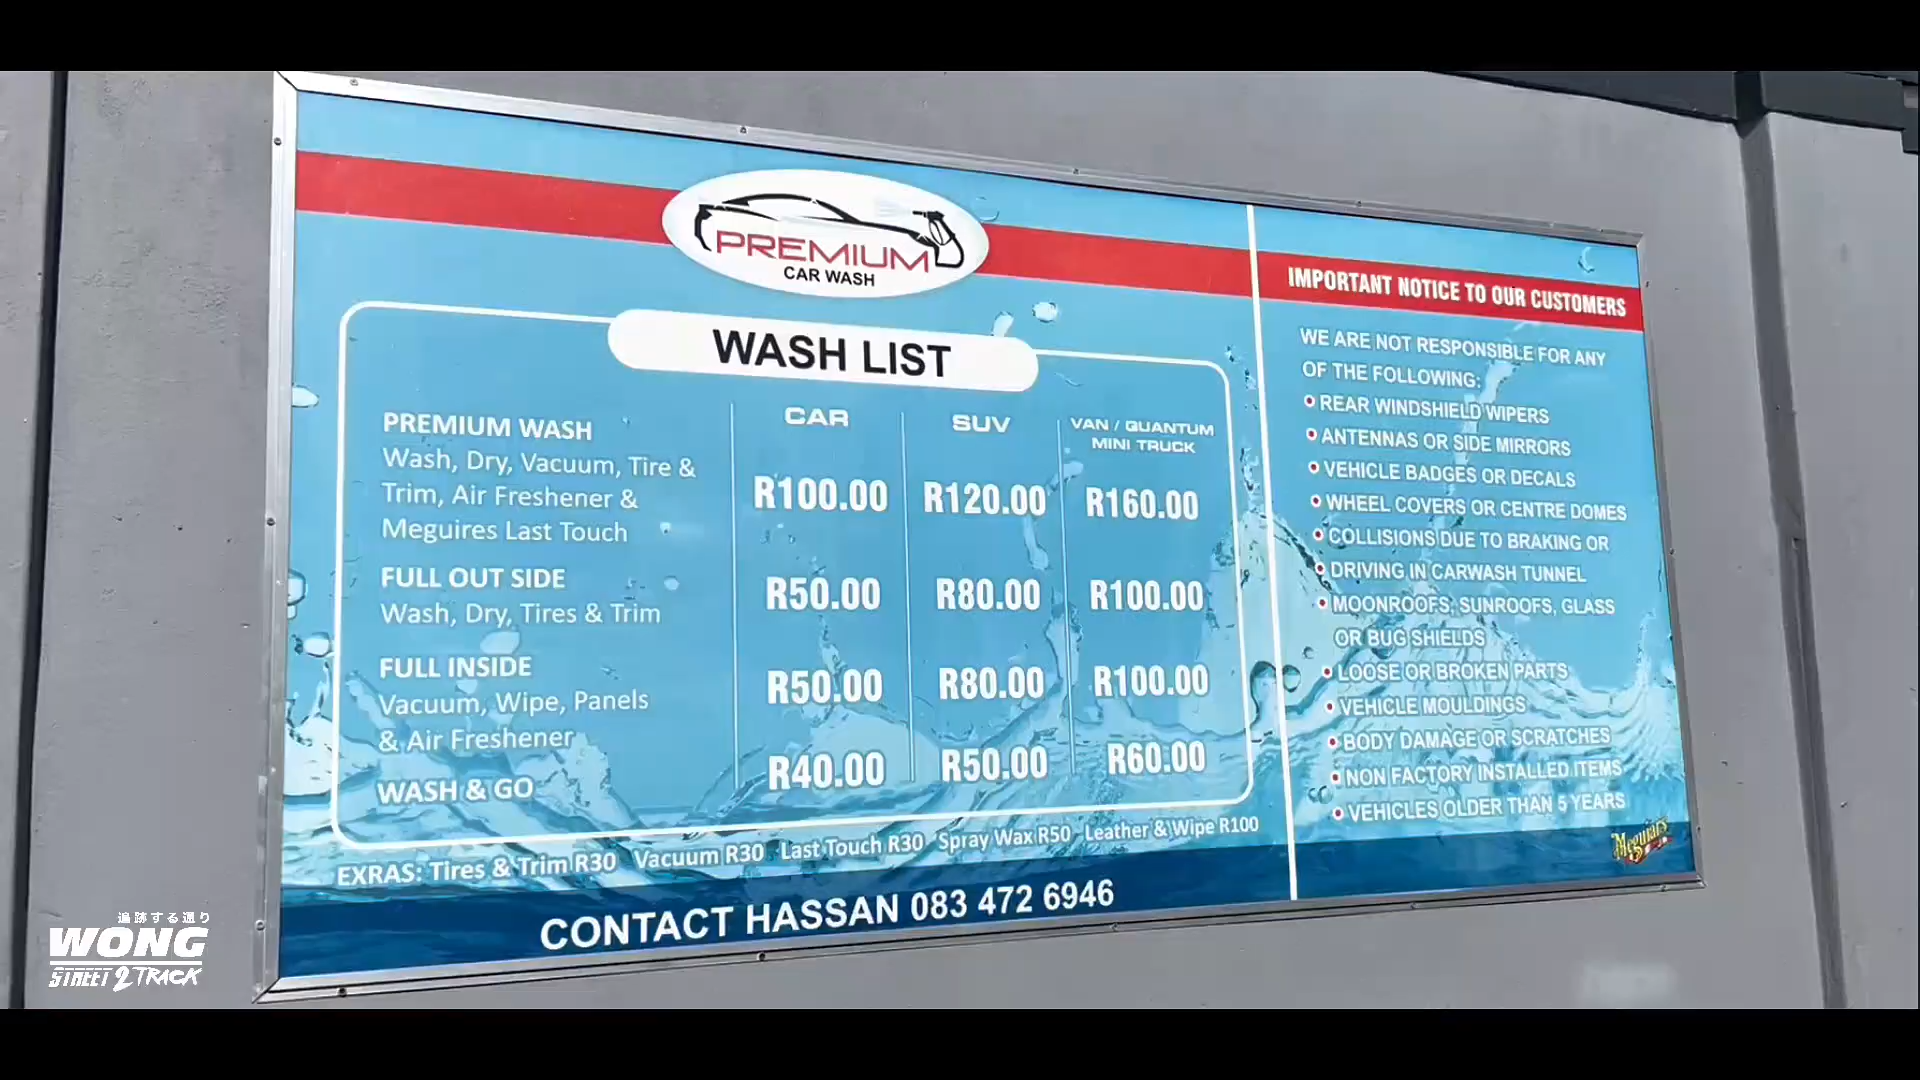 PREMIUM
CAR WASH
WASH LIST
CAR
SUV
VAN / QUANTUM
MINI TRUCK
PREMIUM WASH
Wash, Dry, Vacuum, Tire &
Trim, Air Freshener &
Meguires Last Touch
R100.00 R120.00 R160.00
FULL OUT SIDE
Wash, Dry, Tires & Trim
R50.00 R80.00 R100.00
FULL INSIDE
Vacuum, Wipe, Panels
& Air Freshener
R50.00 R80.00 R100.00
WASH & GO
R40.00 R50.00 R60.00
EXRAS: Tires & Trim R30 Vacuum R30 Last Touch R30 Spray Wax R50 Leather & Wipe R100
CONTACT HASSAN 083 472 6946
IMPORTANT NOTICE TO OUR CUSTOMERS
WE ARE NOT RESPONSIBLE FOR ANY
OF THE FOLLOWING:
• REAR WINDSHIELD WIPERS
• ANTENNAS OR SIDE MIRRORS
• VEHICLE BADGES OR DECALS
• WHEEL COVERS OR CENTRE DOMES
• COLLISIONS DUE TO BRAKING OR
• DRIVING IN CARWASH TUNNEL
• MOONROOFS, SUNROOFS, GLASS
OR BUG SHIELDS
• LOOSE OR BROKEN PARTS
• VEHICLE MOULDINGS
• BODY DAMAGE OR SCRATCHES
• NON FACTORY INSTALLED ITEMS
• VEHICLES OLDER THAN 5 YEARS
Meguiar's
追跡する通り
WONG
STREET 2 TRACK